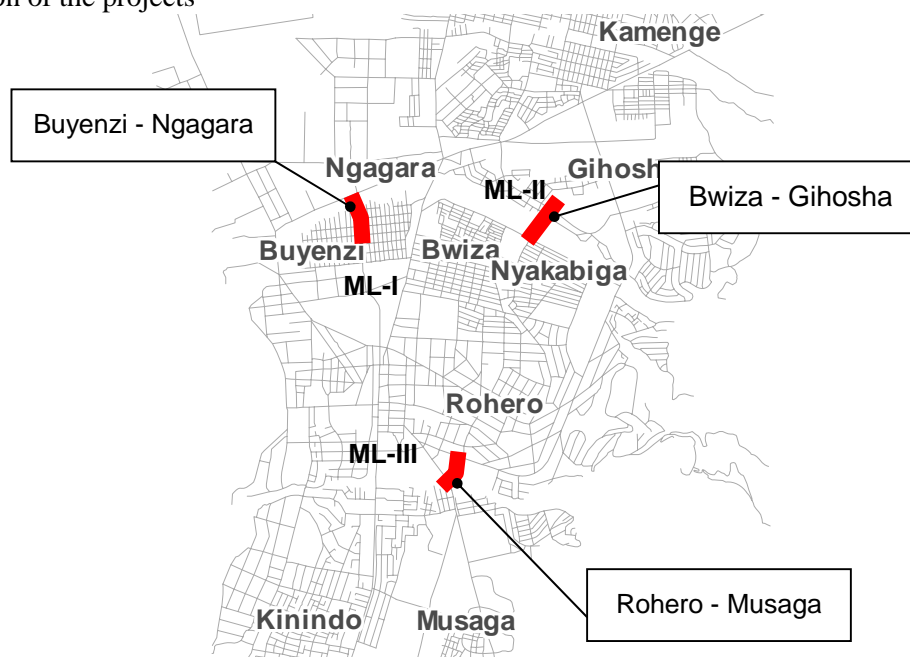 of the projects
Kamenge
Buyenzi - Ngagara
Ngagara
Gihosh
ML-II
Bwiza - Gihosha
Buyenzi
Bwiza
Nyakabiga
ML-I
Rohero
ML-III
Rohero - Musaga
Kinindo
Musaga